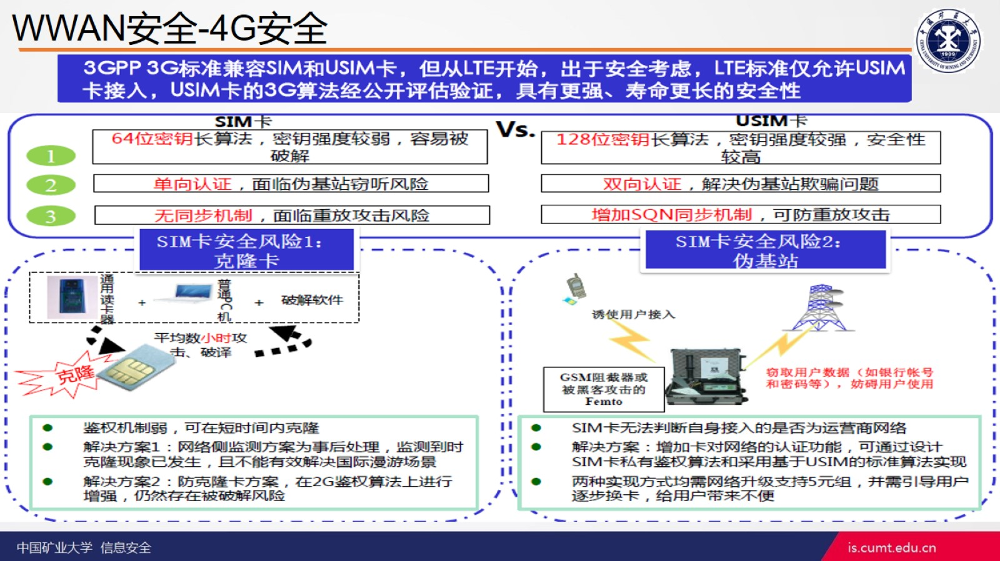 WWAN安全-4G安全
中国矿业大学
CHINA UNIVERSITY OF MINING AND TECHNOLOGY
1909
3GPP 3G标准兼容SIM和USIM卡，但从LTE开始，出于安全考虑，LTE标准仅允许USIM
卡接入，USIM卡的3G算法经公开评估验证，具有更强、寿命更长的安全性
SIM卡
Vs.
USIM卡
1
64位密钥长算法，密钥强度较弱，容易被
破解
128位密钥长算法，密钥强度较强，安全性
较高
2
单向认证，面临伪基站窃听风险
双向认证，解决伪基站欺骗问题
3
无同步机制，面临重放攻击风险
增加SQN同步机制，可防重放攻击
SIM卡安全风险1：
克隆卡
通用读卡器
+
普通PC机
+
破解软件
平均数小时攻
击、破译
克隆
鉴权机制弱，可在短时间内克隆
解决方案1：网络侧监测方案为事后处理，监测到时
克隆现象已发生，且不能有效解决国际漫游场景
解决方案2：防克隆卡方案，在2G鉴权算法上进行
增强，仍然存在被破解风险
SIM卡安全风险2：
伪基站
诱使用户接入
GSM阻截器或
被黑客攻击的
Femto
窃取用户数据（如银行帐号
和密码等），妨碍用户使用
SIM卡无法判断自身接入的是否为运营商网络
解决方案：增加卡对网络的认证功能，可通过设计
SIM卡私有鉴权算法和采用基于USIM的标准算法实现
两种实现方式均需网络升级支持5元组，并需引导用户
逐步换卡，给用户带来不便
中国矿业大学 信息安全
is.cumt.edu.cn